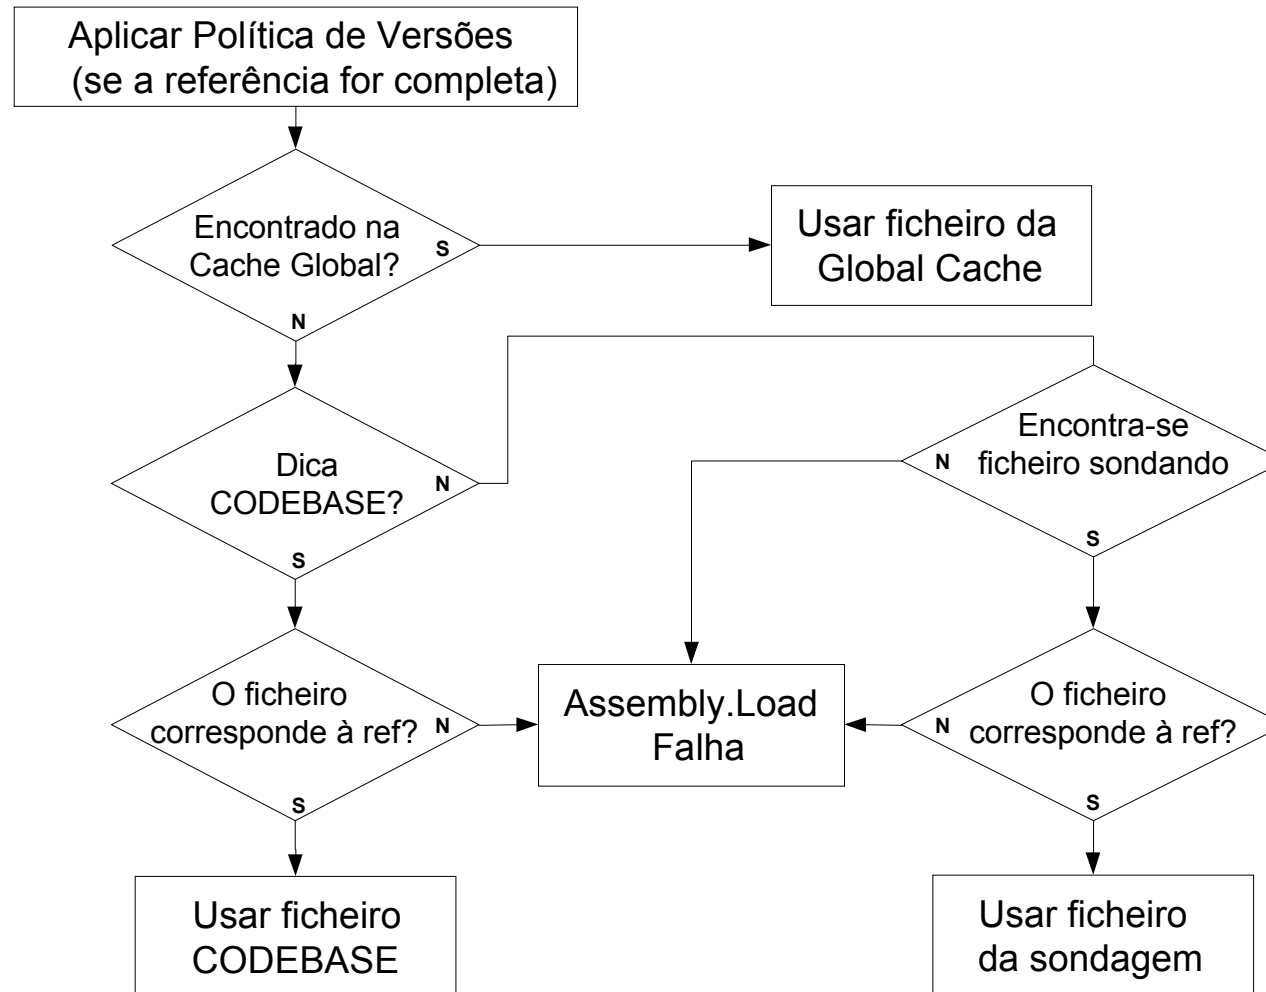 Aplicar Política de Versões
(se a referência for completa)
Encontrado na
Cache Global?
S
N
Usar ficheiro da
Global Cache
Dica
CODEBASE?
N
S
Encontra-se
ficheiro sondando
N
S
O ficheiro
corresponde à ref?
N
S
Assembly.Load
Falha
O ficheiro
corresponde à ref?
N
S
Usar ficheiro
CODEBASE
Usar ficheiro
da sondagem